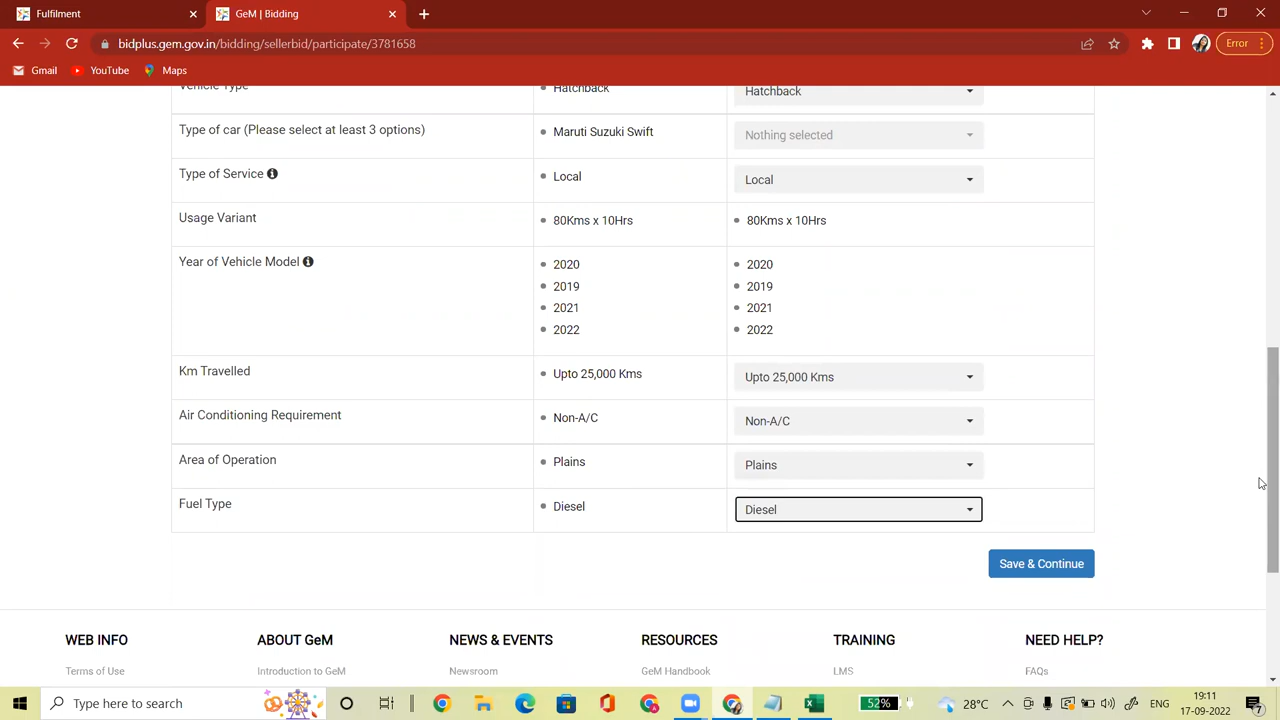 Fulfilment
GeM | Bidding
bidplus.gem.gov.in/bidding/sellerbid/participate/3781658
Error
Gmail
YouTube
Maps
Vehicle Type
Hatchback
Hatchback
Type of car (Please select at least 3 options)
Maruti Suzuki Swift
Nothing selected
Type of Service
Local
Local
Usage Variant
80Kms x 10Hrs
80Kms x 10Hrs
Year of Vehicle Model
2020
2020
2019
2019
2021
2021
2022
2022
Km Travelled
Upto 25,000 Kms
Upto 25,000 Kms
Air Conditioning Requirement
Non-A/C
Non-A/C
Area of Operation
Plains
Plains
Fuel Type
Diesel
Diesel
Save & Continue
WEB INFO
ABOUT GeM
NEWS & EVENTS
RESOURCES
TRAINING
NEED HELP?
Terms of Use
Introduction to GeM
Newsroom
GeM Handbook
LMS
FAQs
Type here to search
52%
28°C
ENG
19:11
17-09-2022
7